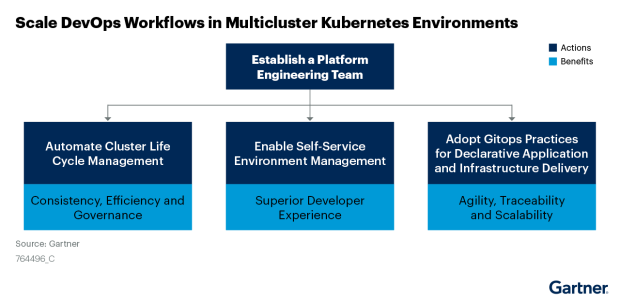 Scale DevOps Workflows in Multicluster Kubernetes Environments
Actions
Benefits
Establish a Platform
Engineering Team
Automate Cluster Life
Cycle Management
Consistency, Efficiency and
Governance
Enable Self-Service
Environment Management
Superior Developer
Experience
Adopt Gitops Practices
for Declarative Application
and Infrastructure Delivery
Agility, Traceability
and Scalability
Source: Gartner
764496_C
Gartner